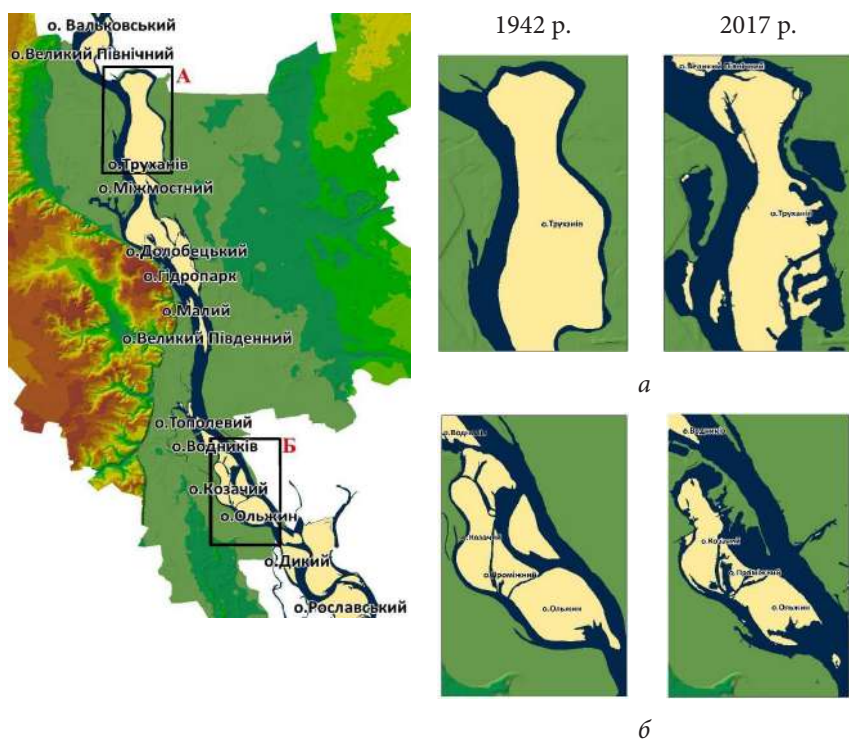 о. Вальковський
о.Великий Північний
А
о.Труханів
о.Міжмостний
о.Долобецький
о.Гідропарк
о.Малий
о.Великий Південний
о.Тополевий
о.Водників
Б
о.Козачий
о.Ольжин
о.Дикий
о.Рославський
1942 р.
2017 р.
о.Труханів
о.Великий Північний
о.Труханів
а
о.Водників
о.Козачий
о.Проміжний
о.Ольжин
о.Водників
о.Козачий
о.Проміжний
о.Ольжин
б